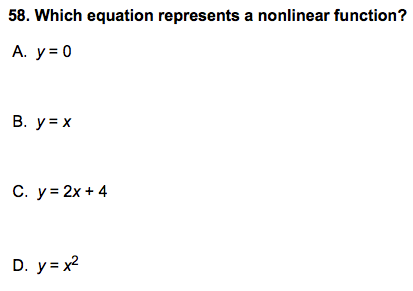 58. Which equation represents a nonlinear function?
A. y = 0
B. y = x
C. y = 2x + 4
D. y = x²